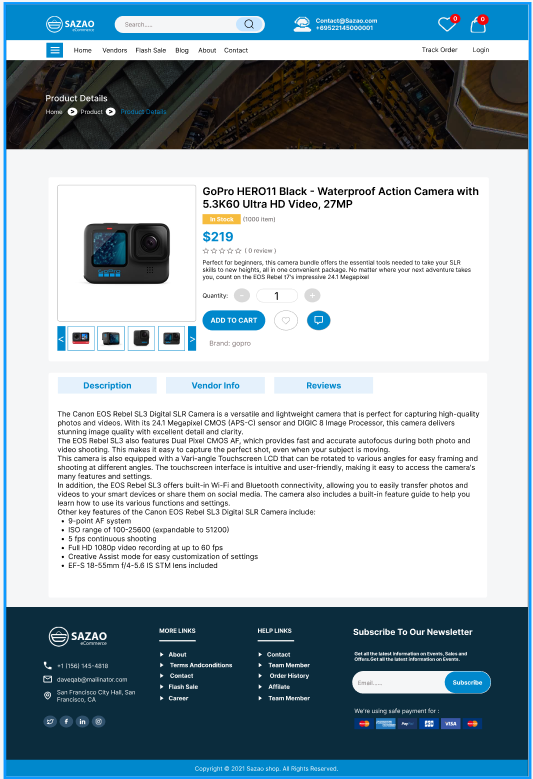 SAZAO
eCommerce
Search.....
Contact@Sazao.com
+69522145000001
0
0
Home Vendors Flash Sale Blog About Contact Track Order Login
Product Details
Home > Product > Product Details
GoPro HERO11 Black - Waterproof Action Camera with
5.3K60 Ultra HD Video, 27MP
In Stock (1000 item)
$219
( 0 review )
Perfect for beginners, this camera bundle offers the essential tools needed to take your SLR
skills to new heights, all in one convenient package. No matter where your next adventure takes
you, count on the EOS Rebel 17's impressive 24.1 Megapixel
Quantity: - 1 +
ADD TO CART
Brand: gopro
GoPro
< >
Description Vendor Info Reviews
The Canon EOS Rebel SL3 Digital SLR Camera is a versatile and lightweight camera that is perfect for capturing high-quality
photos and videos. With its 24.1 Megapixel CMOS (APS-C) sensor and DIGIC 8 Image Processor, this camera delivers
stunning image quality with excellent detail and clarity.
The EOS Rebel SL3 also features Dual Pixel CMOS AF, which provides fast and accurate autofocus during both photo and
video shooting. This makes it easy to capture the perfect shot, even when your subject is moving.
This camera is also equipped with a Vari-angle Touchscreen LCD that can be rotated to various angles for easy framing and
shooting at different angles. The touchscreen interface is intuitive and user-friendly, making it easy to access the camera's
many features and settings.
In addition, the EOS Rebel SL3 offers built-in Wi-Fi and Bluetooth connectivity, allowing you to easily transfer photos and
videos to your smart devices or share them on social media. The camera also includes a built-in feature guide to help you
learn how to use its various functions and settings.
Other key features of the Canon EOS Rebel SL3 Digital SLR Camera include:
• 9-point AF system
• ISO range of 100-25600 (expandable to 51200)
• 5 fps continuous shooting
• Full HD 1080p video recording at up to 60 fps
• Creative Assist mode for easy customization of settings
• EF-S 18-55mm f/4-5.6 IS STM lens included
SAZAO
eCommerce
+1 (156) 145-4818
daveqab@mailinator.com
San Francisco City Hall, San
Francisco, CA
MORE LINKS
About
Terms Andconditions
Contact
Flash Sale
Career
HELP LINKS
Contact
Team Member
Order History
Affilate
Team Member
Subscribe To Our Newsletter
Get all the latest information on Events, Sales and
Offers.Get all the latest information on Events.
Email...... Subscribe
We're using safe payment for :
VISA
Copyright © 2021 Sazao shop. All Rights Reserved.